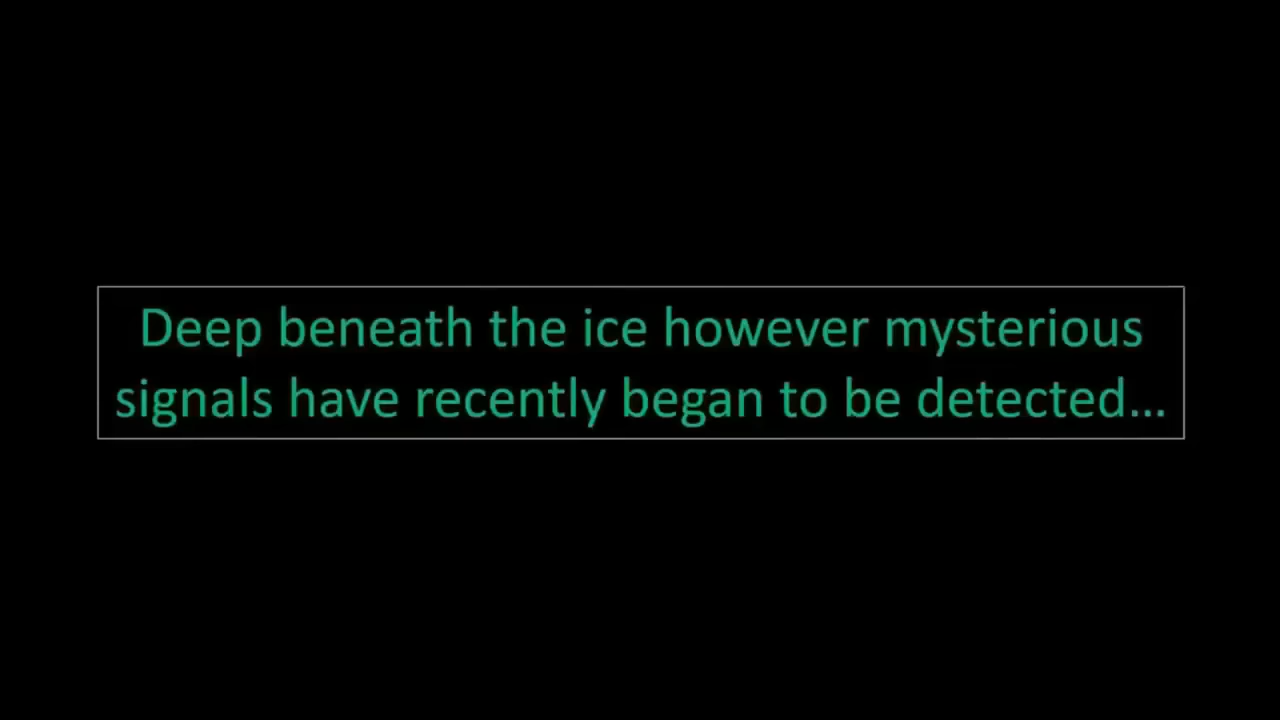 Deep beneath the ice however mysterious
signals have recently began to be detected...